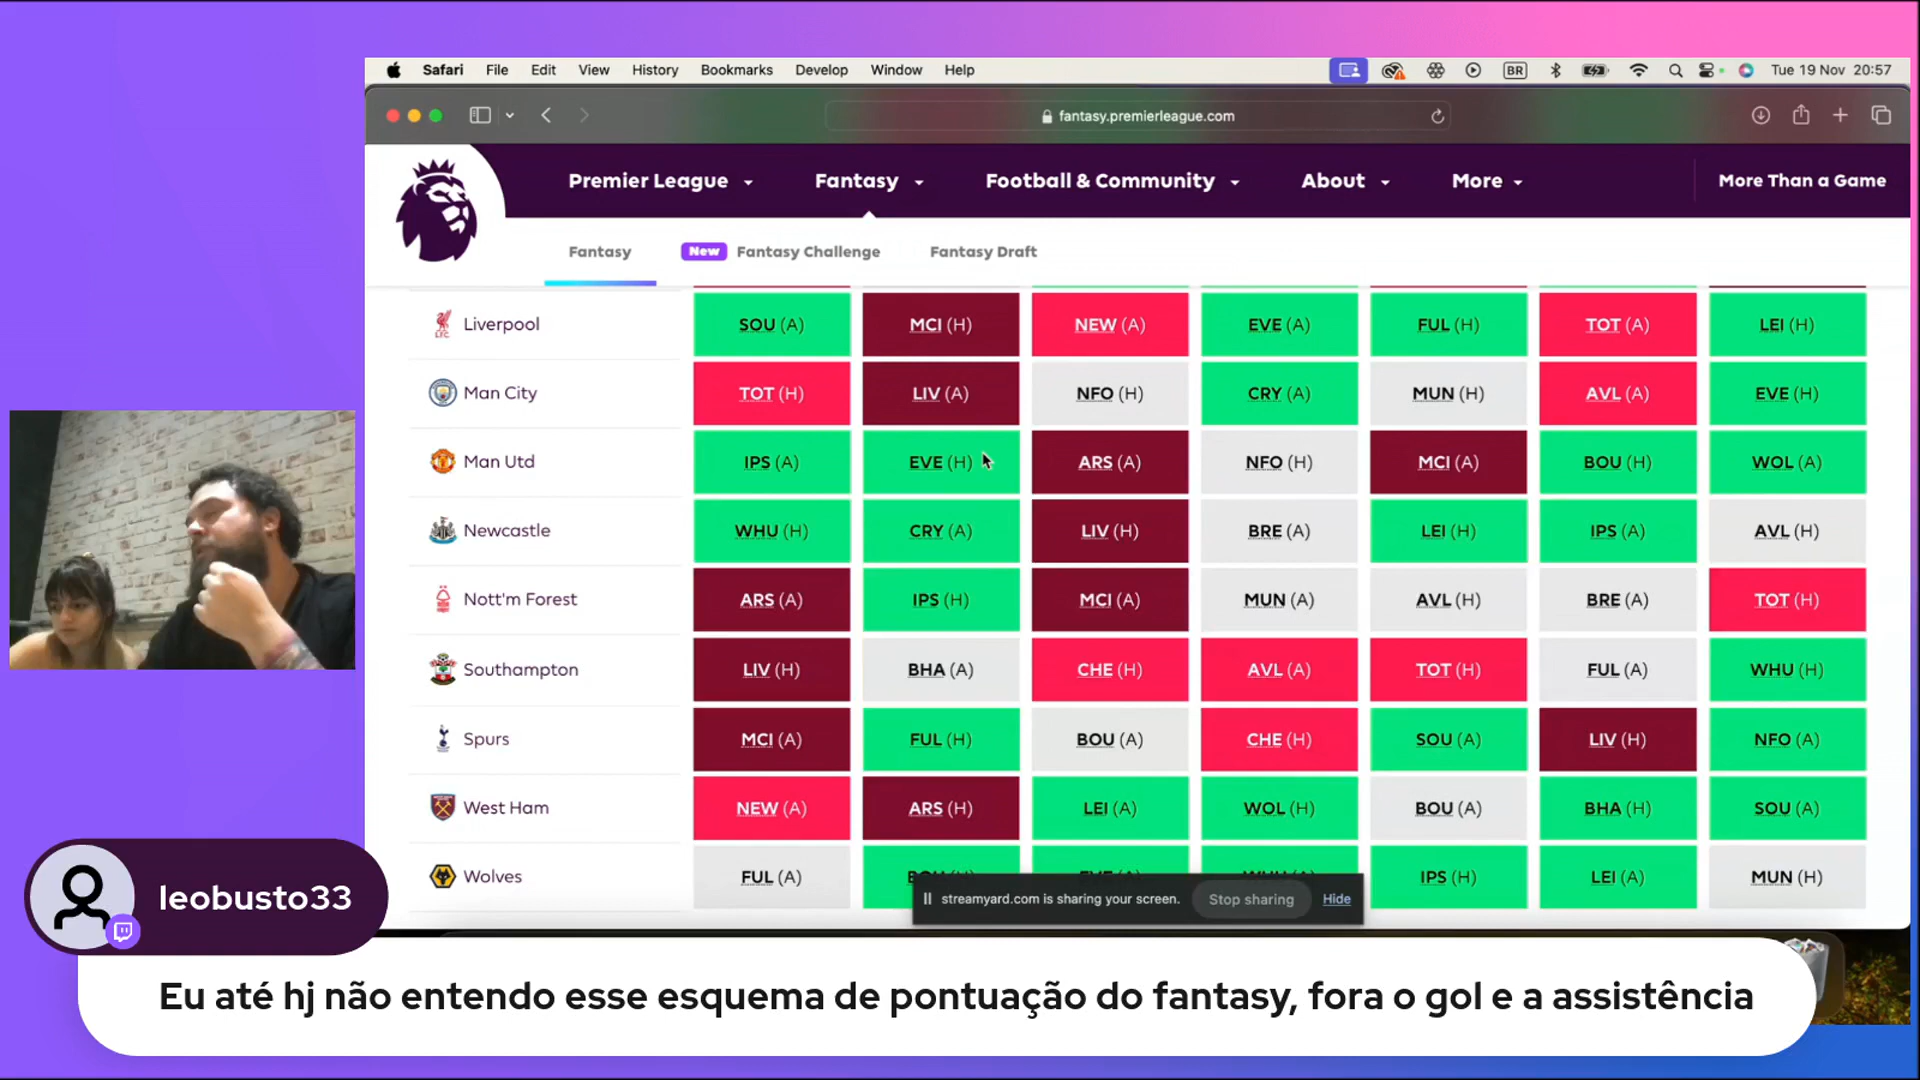 Safari File Edit View History Bookmarks Develop Window Help BR Tue 19 Nov 20:57
fantasy.premierleague.com
Premier League Fantasy Football & Community About More More Than a Game
Fantasy New Fantasy Challenge Fantasy Draft
Liverpool SOU (A) MCI (H) NEW (A) EVE (A) FUL (H) TOT (A) LEI (H)
Man City TOT (H) LIV (A) NFO (H) CRY (A) MUN (H) AVL (A) EVE (H)
Man Utd IPS (A) EVE (H) ARS (A) NFO (H) MCI (A) BOU (H) WOL (A)
Newcastle WHU (H) CRY (A) LIV (H) BRE (A) LEI (H) IPS (A) AVL (H)
Nott'm Forest ARS (A) IPS (H) MCI (A) MUN (A) AVL (H) BRE (A) TOT (H)
Southampton LIV (H) BHA (A) CHE (H) AVL (A) TOT (H) FUL (A) WHU (H)
Spurs MCI (A) FUL (H) BOU (A) CHE (H) SOU (A) LIV (H) NFO (A)
West Ham NEW (A) ARS (H) LEI (A) WOL (H) BOU (A) BHA (H) SOU (A)
Wolves FUL (A) IPS (H) LEI (A) MUN (H)
streamyard.com is sharing your screen. Stop sharing Hide
leobusto33
Eu até hj não entendo esse esquema de pontuação do fantasy, fora o gol e a assistência